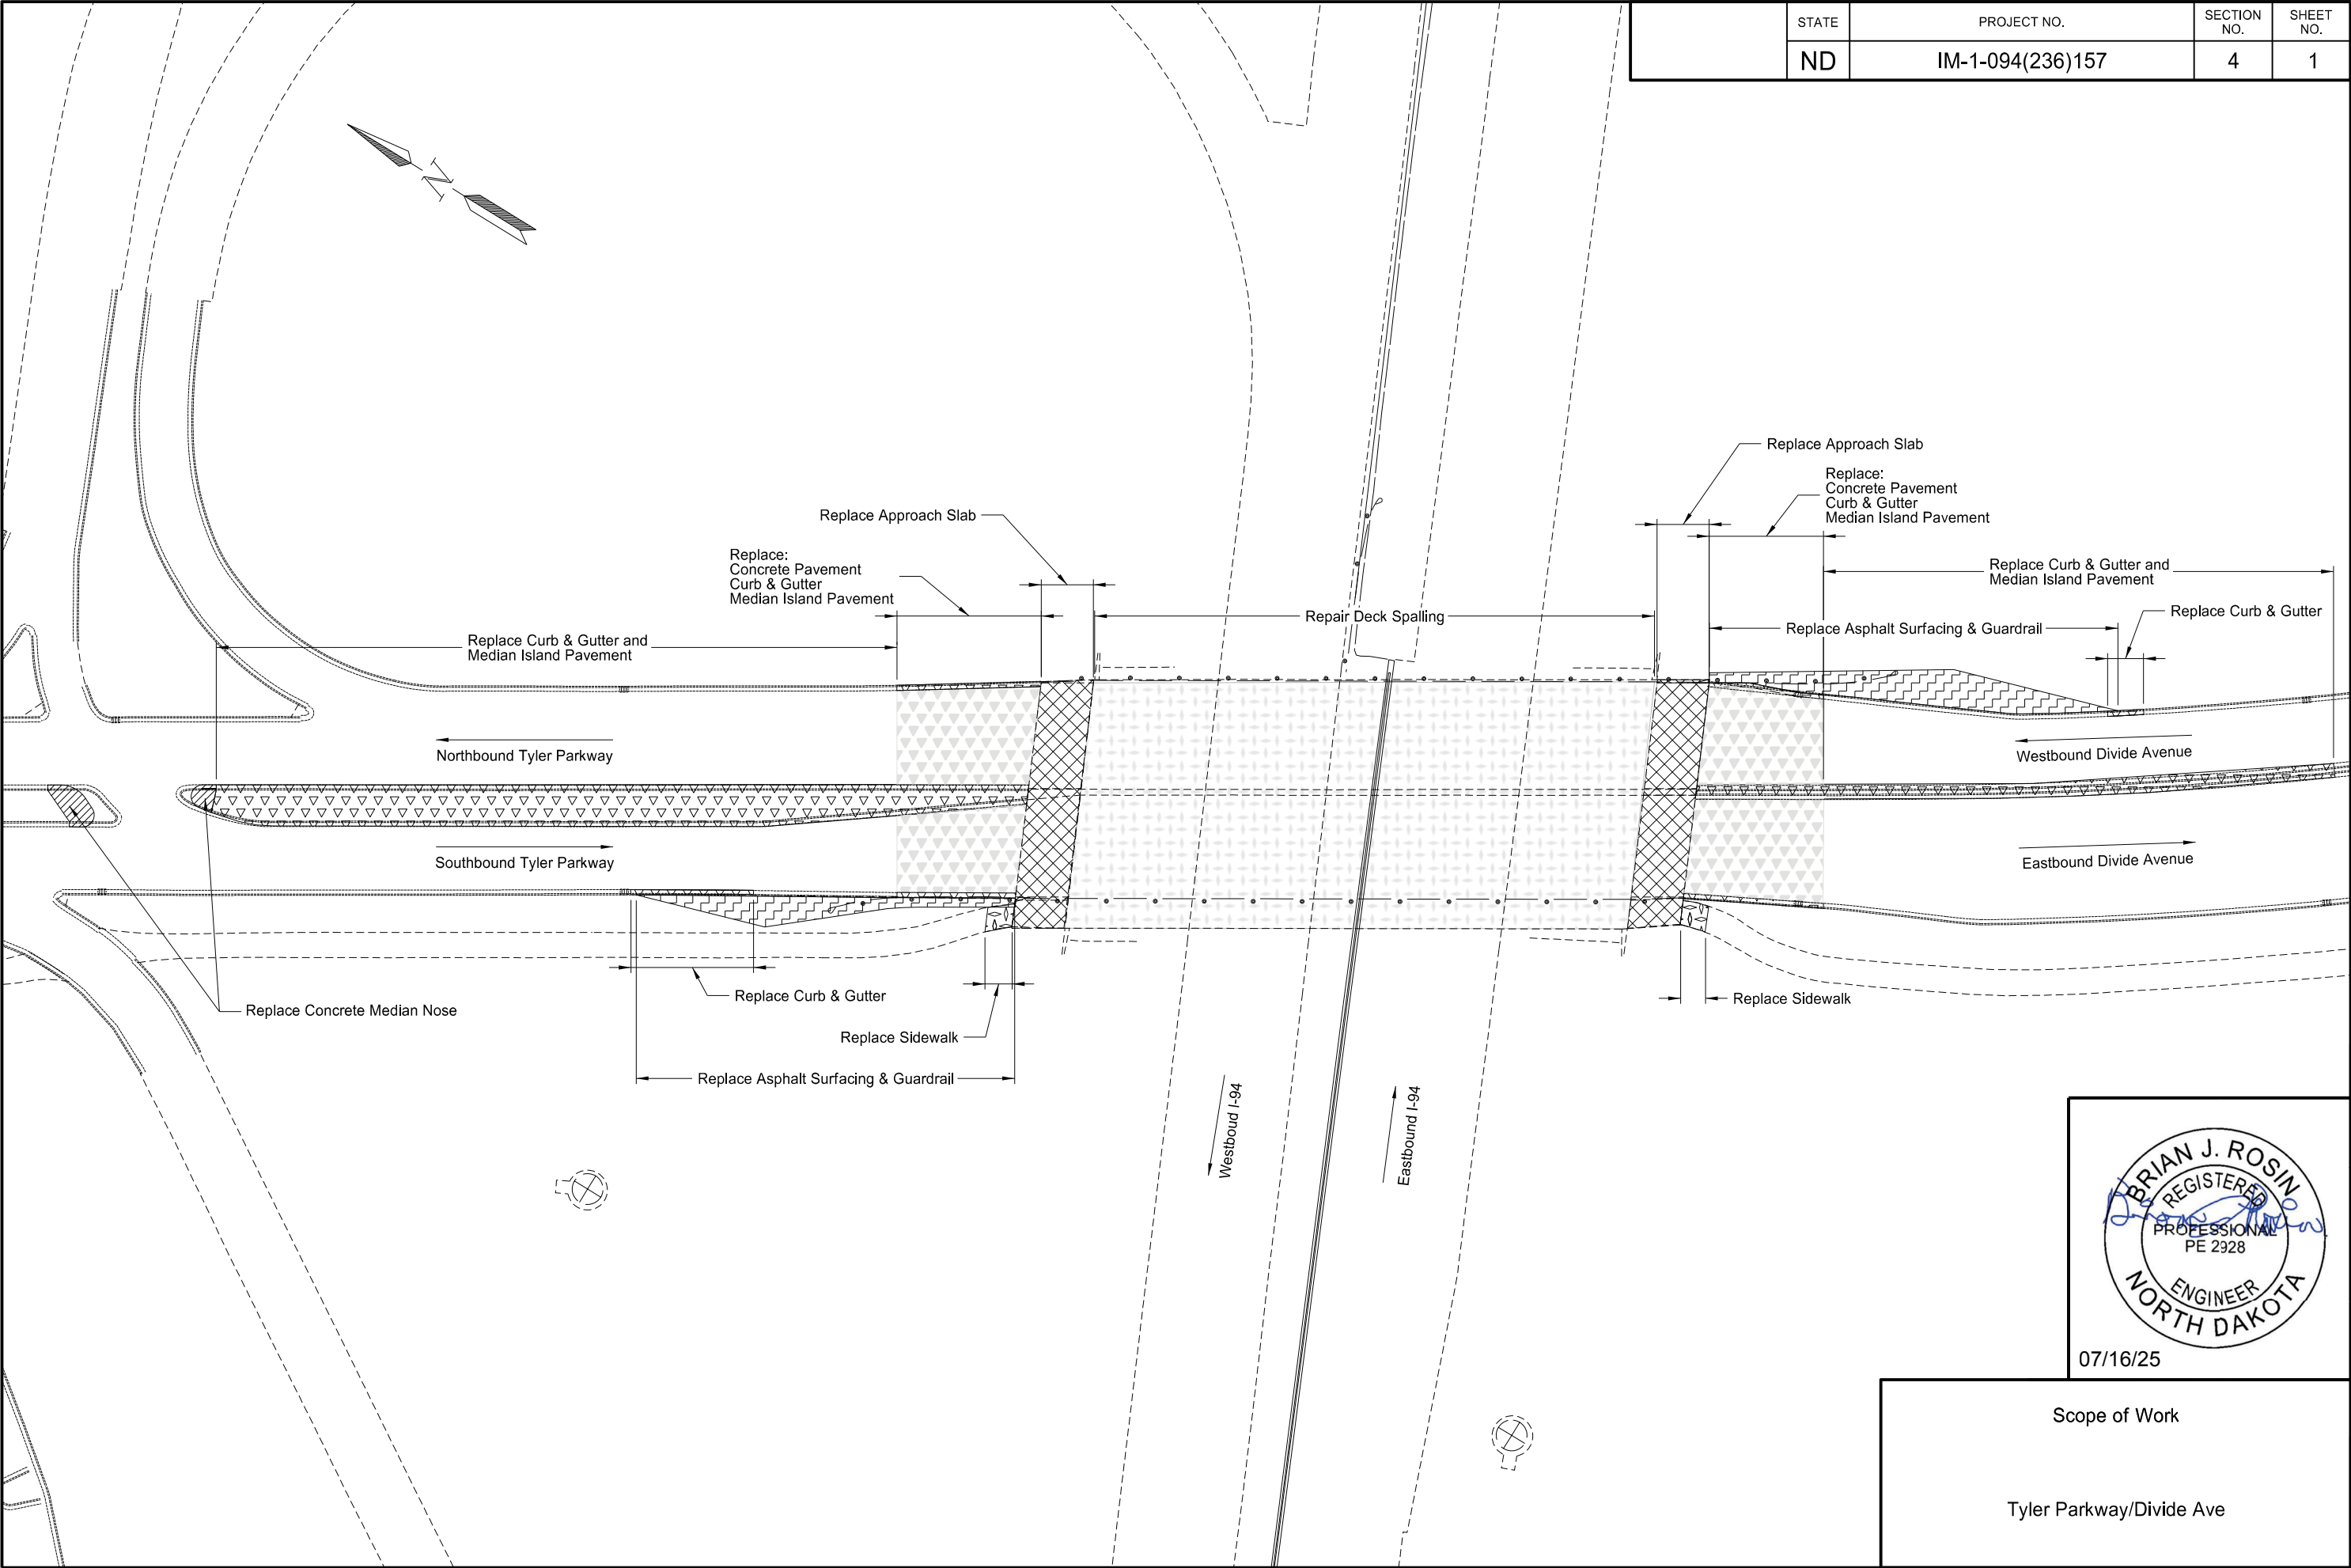 STATE
PROJECT NO.
SECTION
NO.
SHEET
NO.
ND
IM-1-094(236)157
4
1
N
Replace Approach Slab
Replace:
Concrete Pavement
Curb & Gutter
Median Island Pavement
Replace Approach Slab
Replace:
Concrete Pavement
Curb & Gutter
Median Island Pavement
Replace Curb & Gutter and
Median Island Pavement
Replace Curb & Gutter
Repair Deck Spalling
Replace Asphalt Surfacing & Guardrail
Replace Curb & Gutter and
Median Island Pavement
Northbound Tyler Parkway
Westbound Divide Avenue
Southbound Tyler Parkway
Eastbound Divide Avenue
Replace Curb & Gutter
Replace Sidewalk
Replace Concrete Median Nose
Replace Sidewalk
Replace Asphalt Surfacing & Guardrail
Westboud I-94
Eastbound I-94
BRIAN J. ROSIN
REGISTERED
PROFESSIONAL
PE 2928
ENGINEER
NORTH DAKOTA
07/16/25
Scope of Work
Tyler Parkway/Divide Ave